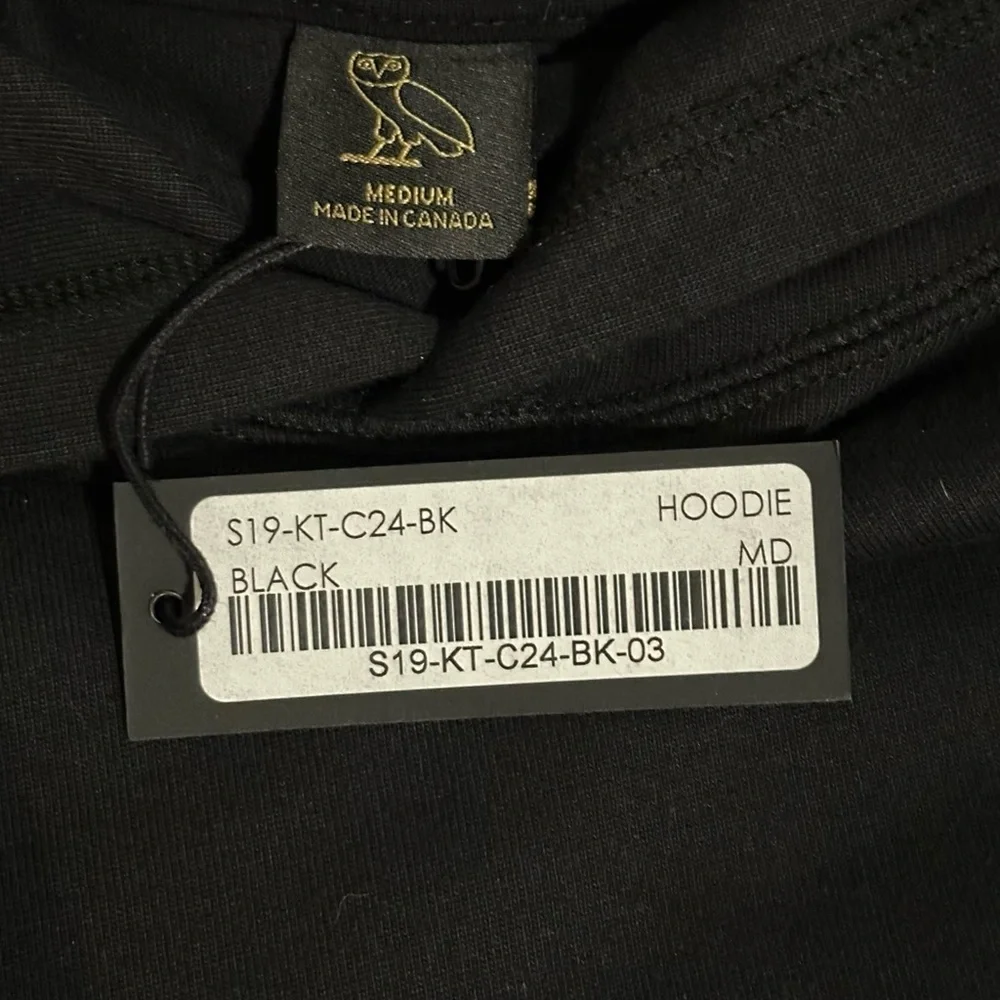 MEDIUM
MADE IN CANADA
S19-KT-C24-BK
HOODIE
BLACK
MD
S19-KT-C24-BK-03